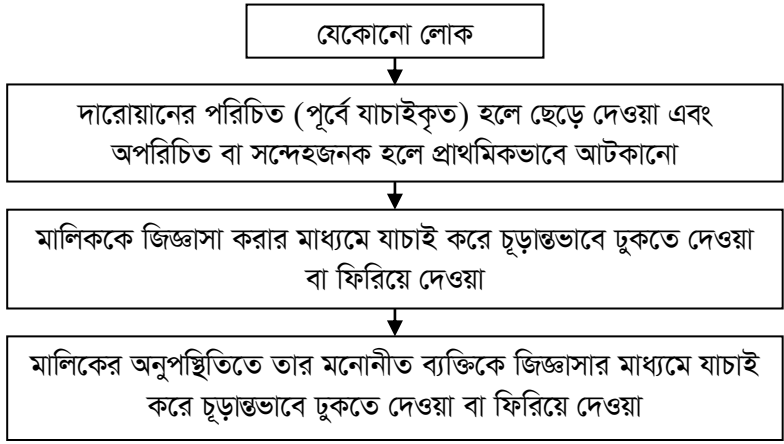 যেকোনো লোক
দারোয়ানের পরিচিত (পূর্বে যাচাইকৃত) হলে ছেড়ে দেওয়া এবং
অপরিচিত বা সন্দেহজনক হলে প্রাথমিকভাবে আটকানো
মালিককে জিজ্ঞাসা করার মাধ্যমে যাচাই করে চূড়ান্তভাবে ঢুকতে দেওয়া
বা ফিরিয়ে দেওয়া
মালিকের অনুপস্থিতিতে তার মনোনীত ব্যক্তিকে জিজ্ঞাসার মাধ্যমে যাচাই
করে চূড়ান্তভাবে ঢুকতে দেওয়া বা ফিরিয়ে দেওয়া